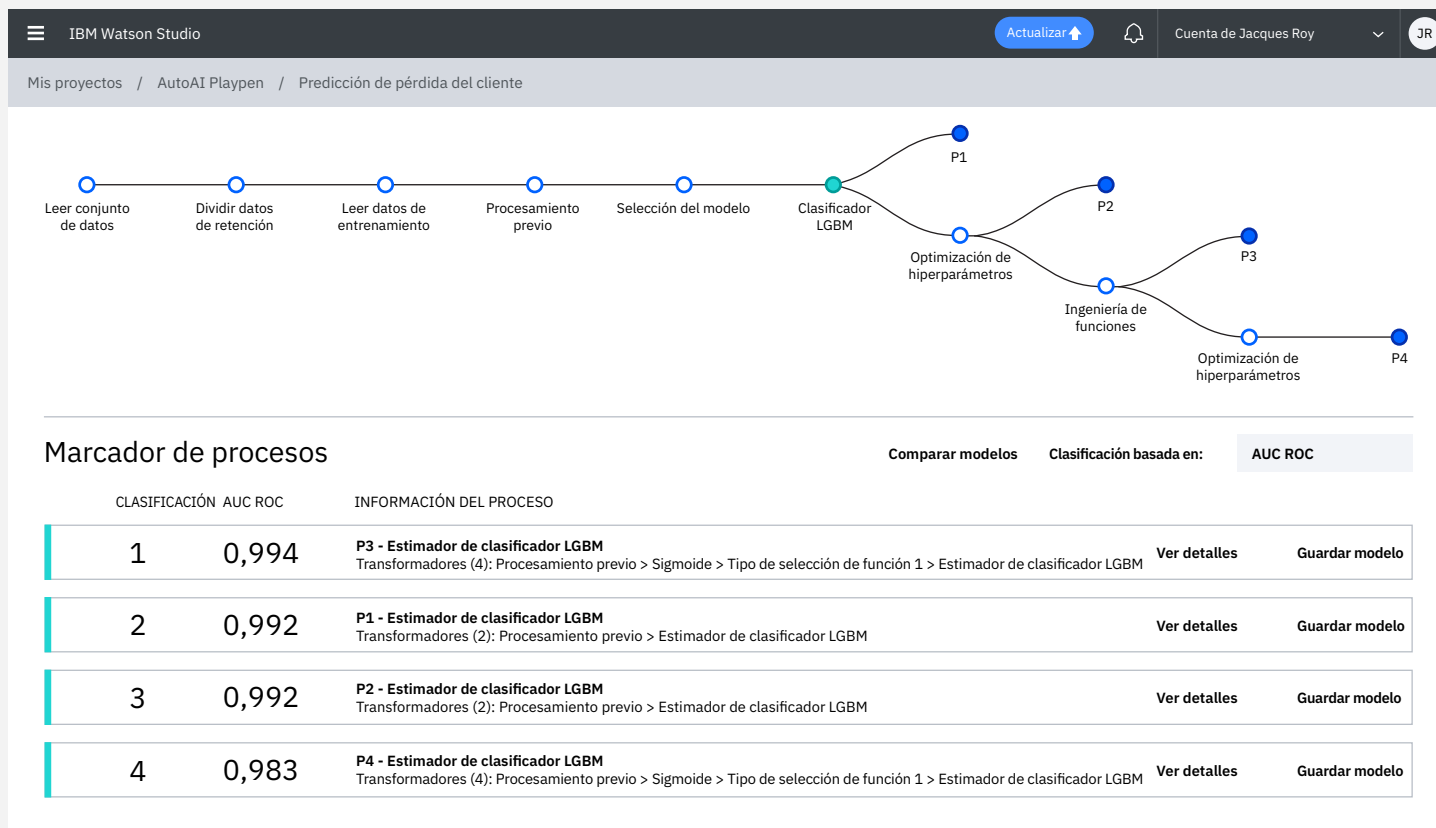 IBM Watson Studio
Actualizar
Cuenta de Jacques Roy
JR
Mis proyectos / AutoAI Playpen / Predicción de pérdida del cliente
P1
Leer conjunto
de datos
Dividir datos
de retención
Leer datos de
entrenamiento
Procesamiento
previo
Selección del modelo
Clasificador
LGBM
P2
Optimización de
hiperparámetros
P3
Ingeniería de
funciones
Optimización de
hiperparámetros
P4
Marcador de procesos
Comparar modelos
Clasificación basada en:
AUC ROC
CLASIFICACIÓN AUC ROC INFORMACIÓN DEL PROCESO
1 0,994
P3 - Estimador de clasificador LGBM
Transformadores (4): Procesamiento previo > Sigmoide > Tipo de selección de función 1 > Estimador de clasificador LGBM
Ver detalles Guardar modelo
2 0,992
P1 - Estimador de clasificador LGBM
Transformadores (2): Procesamiento previo > Estimador de clasificador LGBM
Ver detalles Guardar modelo
3 0,992
P2 - Estimador de clasificador LGBM
Transformadores (2): Procesamiento previo > Estimador de clasificador LGBM
Ver detalles Guardar modelo
4 0,983
P4 - Estimador de clasificador LGBM
Transformadores (4): Procesamiento previo > Sigmoide > Tipo de selección de función 1 > Estimador de clasificador LGBM
Ver detalles Guardar modelo